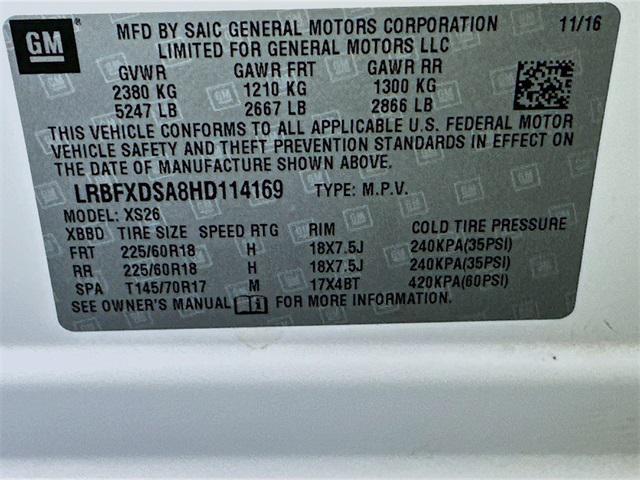 GM
MFD BY SAIC GENERAL MOTORS CORPORATION 11/16
LIMITED FOR GENERAL MOTORS LLC
GVWR GAWR FRT GAWR RR
2380 KG 1210 KG 1300 KG
5247 LB 2667 LB 2866 LB
THIS VEHICLE CONFORMS TO ALL APPLICABLE U.S. FEDERAL MOTOR
VEHICLE SAFETY AND THEFT PREVENTION STANDARDS IN EFFECT ON
THE DATE OF MANUFACTURE SHOWN ABOVE.
LRBFXDSA8HD114169 TYPE: M.P.V.
MODEL: XS26
XBBD TIRE SIZE SPEED RTG RIM COLD TIRE PRESSURE
FRT 225/60R18 H 18X7.5J 240KPA(35PSI)
RR 225/60R18 H 18X7.5J 240KPA(35PSI)
SPA T145/70R17 M 17X4BT 420KPA(60PSI)
SEE OWNER'S MANUAL FOR MORE INFORMATION.